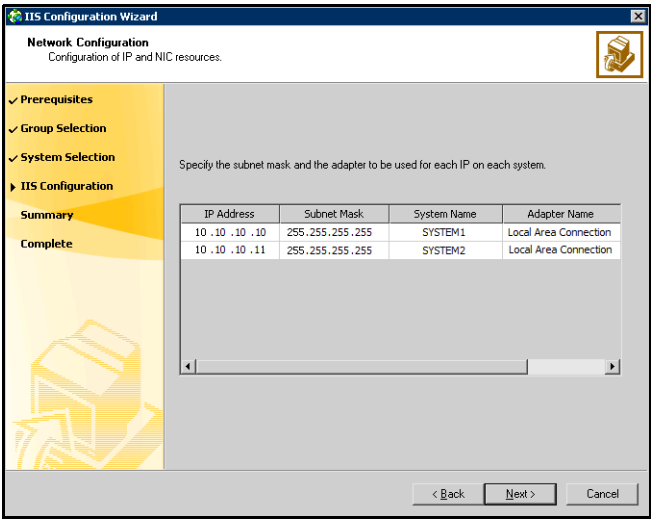 IIS Configuration Wizard
Network Configuration
Configuration of IP and NIC resources.
Prerequisites
Group Selection
System Selection
IIS Configuration
Summary
Complete
Specify the subnet mask and the adapter to be used for each IP on each system.
IP Address Subnet Mask System Name Adapter Name
10 .10 .10 .10 255.255.255.255 SYSTEM1 Local Area Connection
10 .10 .10 .11 255.255.255.255 SYSTEM2 Local Area Connection
< Back Next > Cancel